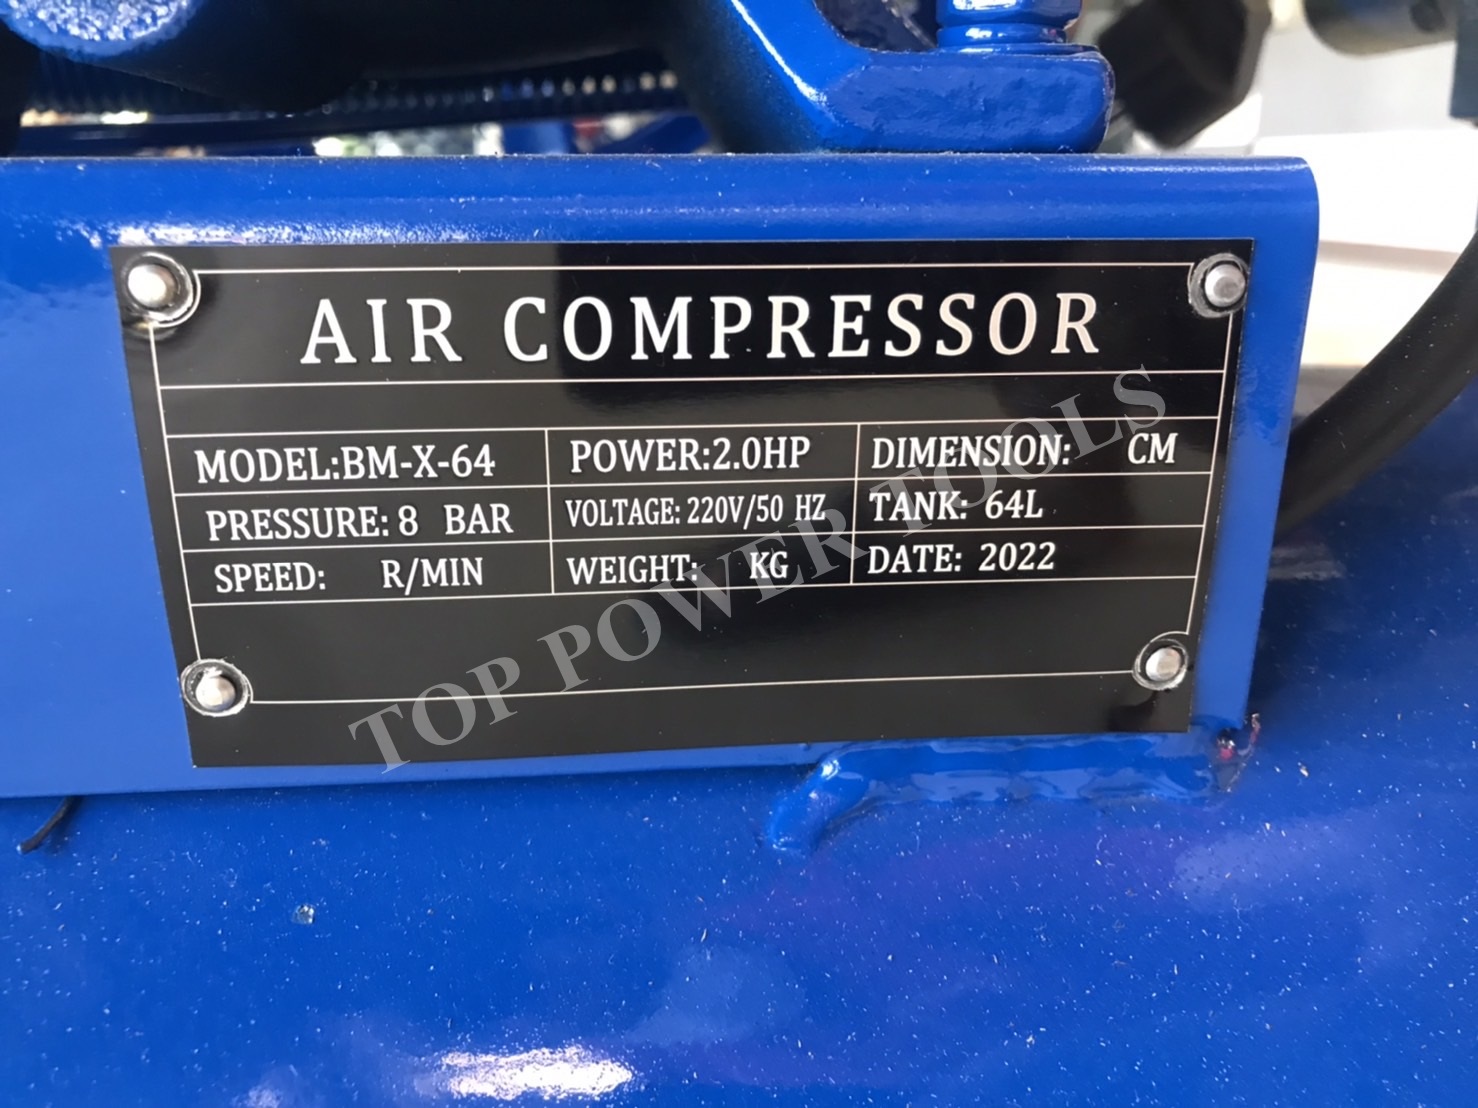 AIR COMPRESSOR
MODEL:BM-X-64 POWER:2.0HP DIMENSION: CM
PRESSURE: 8 BAR VOLTAGE: 220V/50 HZ TANK: 64L
SPEED: R/MIN WEIGHT: KG DATE: 2022
TOP POWER TOOLS